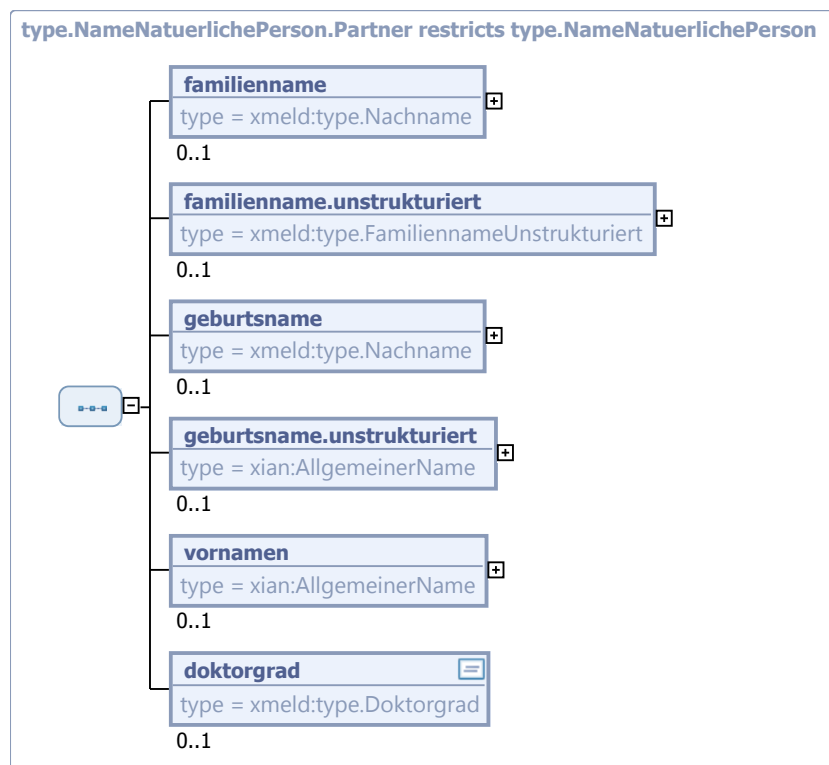 type.NameNatuerlichePerson.Partner restricts type.NameNatuerlichePerson
familienname
type = xmeld:type.Nachname
0..1
familienname.unstrukturiert
type = xmeld:type.FamiliennameUnstrukturiert
0..1
geburtsname
type = xmeld:type.Nachname
0..1
geburtsname.unstrukturiert
type = xian:AllgemeinerName
0..1
vornamen
type = xian:AllgemeinerName
0..1
doktorgrad
type = xmeld:type.Doktorgrad
0..1